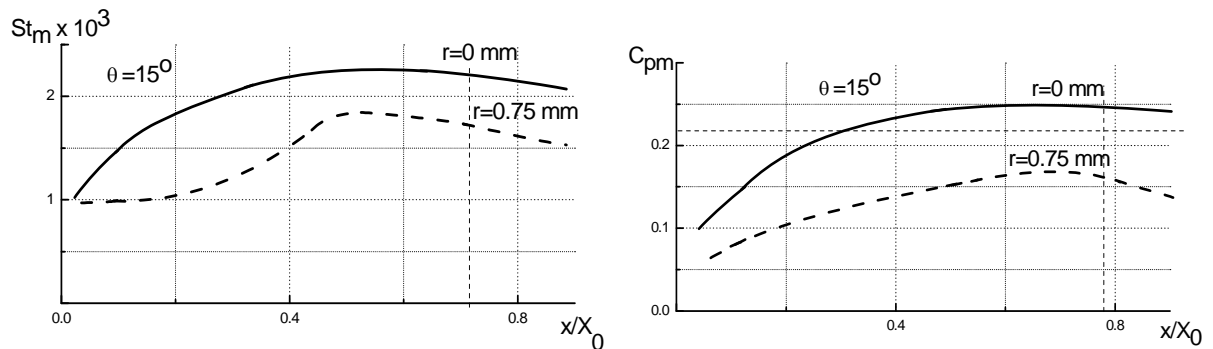 St_m x 10^3
θ =15^o
r=0 mm
r=0.75 mm
2
1
0
0.0
0.4
0.8
x/X_0
C_pm
θ =15^o
r=0 mm
r=0.75 mm
0.2
0.1
0.0
0.4
0.8
x/X_0